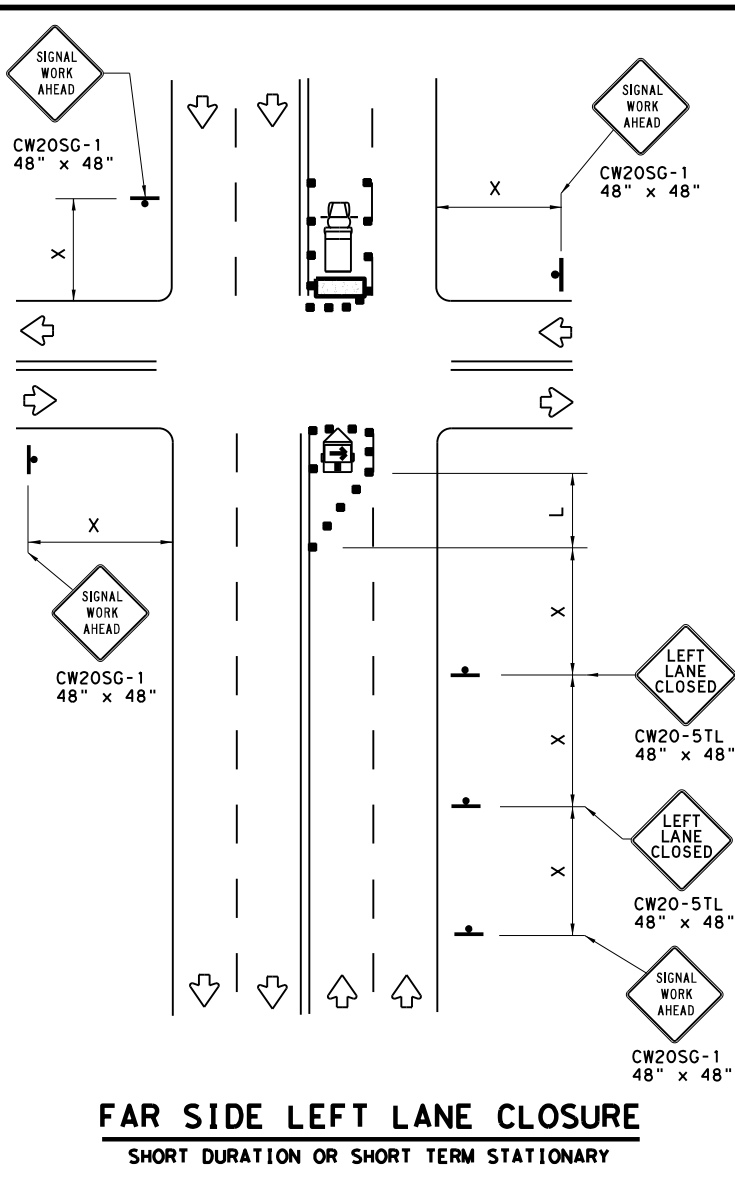 SIGNAL
WORK
AHEAD
CW20SG-1
48" x 48"
X
SIGNAL
WORK
AHEAD
CW20SG-1
48" x 48"
X
X
SIGNAL
WORK
AHEAD
CW20SG-1
48" x 48"
L
X
LEFT
LANE
CLOSED
CW20-5TL
48" x 48"
X
LEFT
LANE
CLOSED
CW20-5TL
48" x 48"
X
SIGNAL
WORK
AHEAD
CW20SG-1
48" x 48"
FAR SIDE LEFT LANE CLOSURE
SHORT DURATION OR SHORT TERM STATIONARY